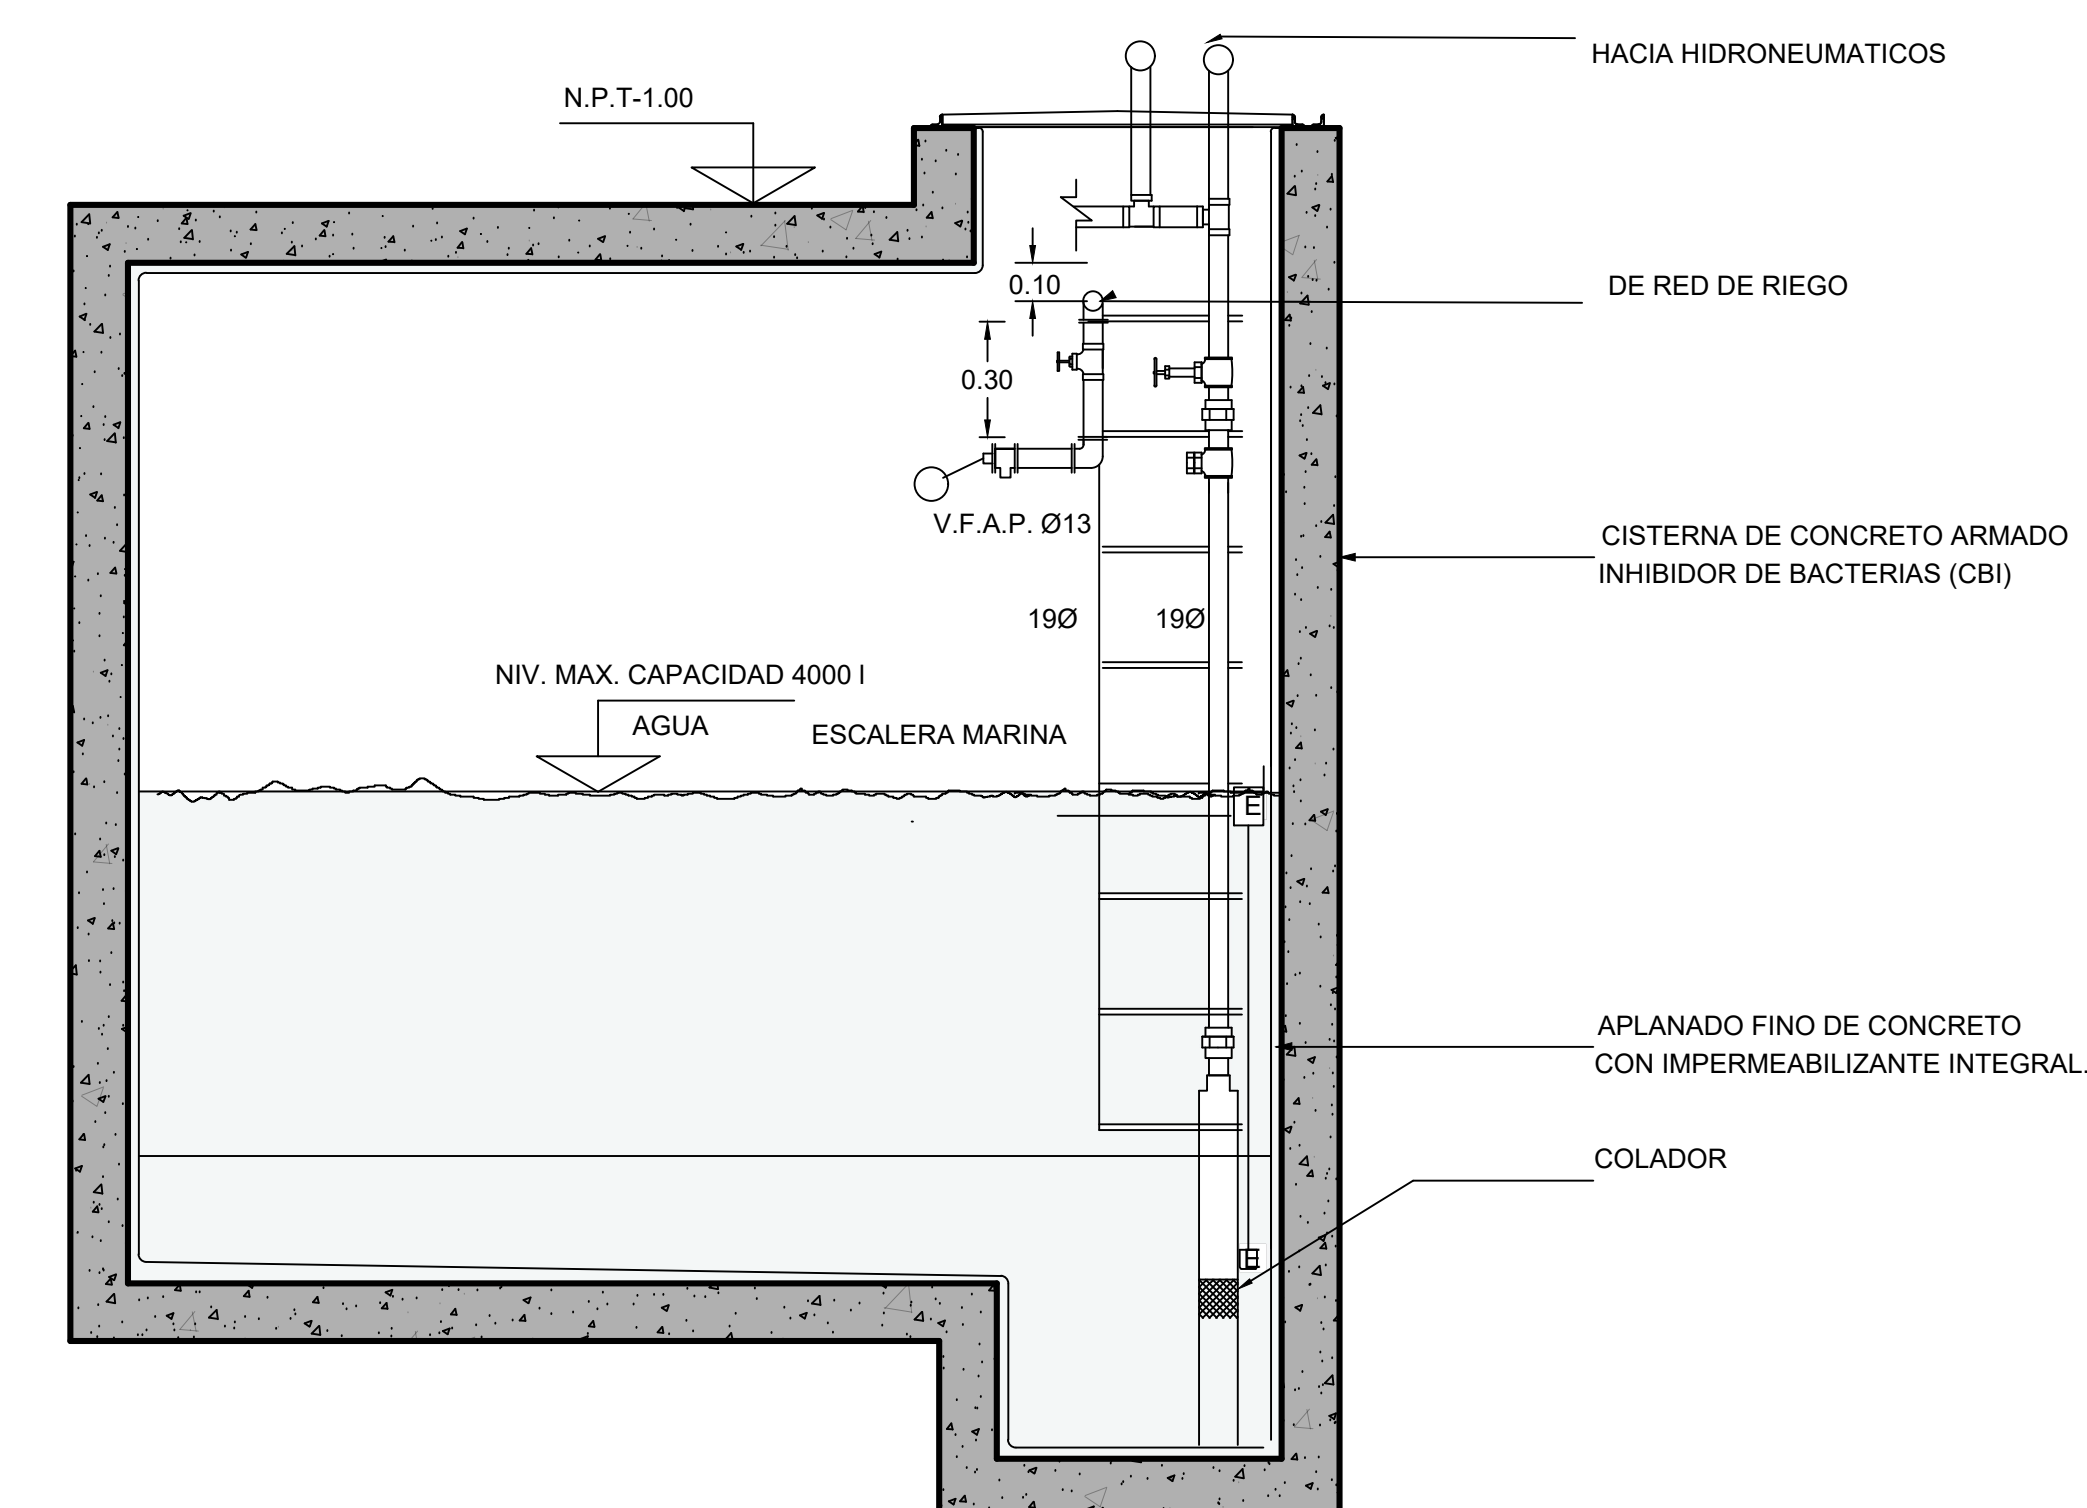 HACIA HIDRONEUMATICOS
N.P.T-1.00
0.10
DE RED DE RIEGO
0.30
V.F.A.P. Ø13
CISTERNA DE CONCRETO ARMADO
INHIBIDOR DE BACTERIAS (CBI)
19Ø
19Ø
NIV. MAX. CAPACIDAD 4000 l
AGUA
ESCALERA MARINA
E
APLANADO FINO DE CONCRETO
CON IMPERMEABILIZANTE INTEGRAL.
COLADOR
E